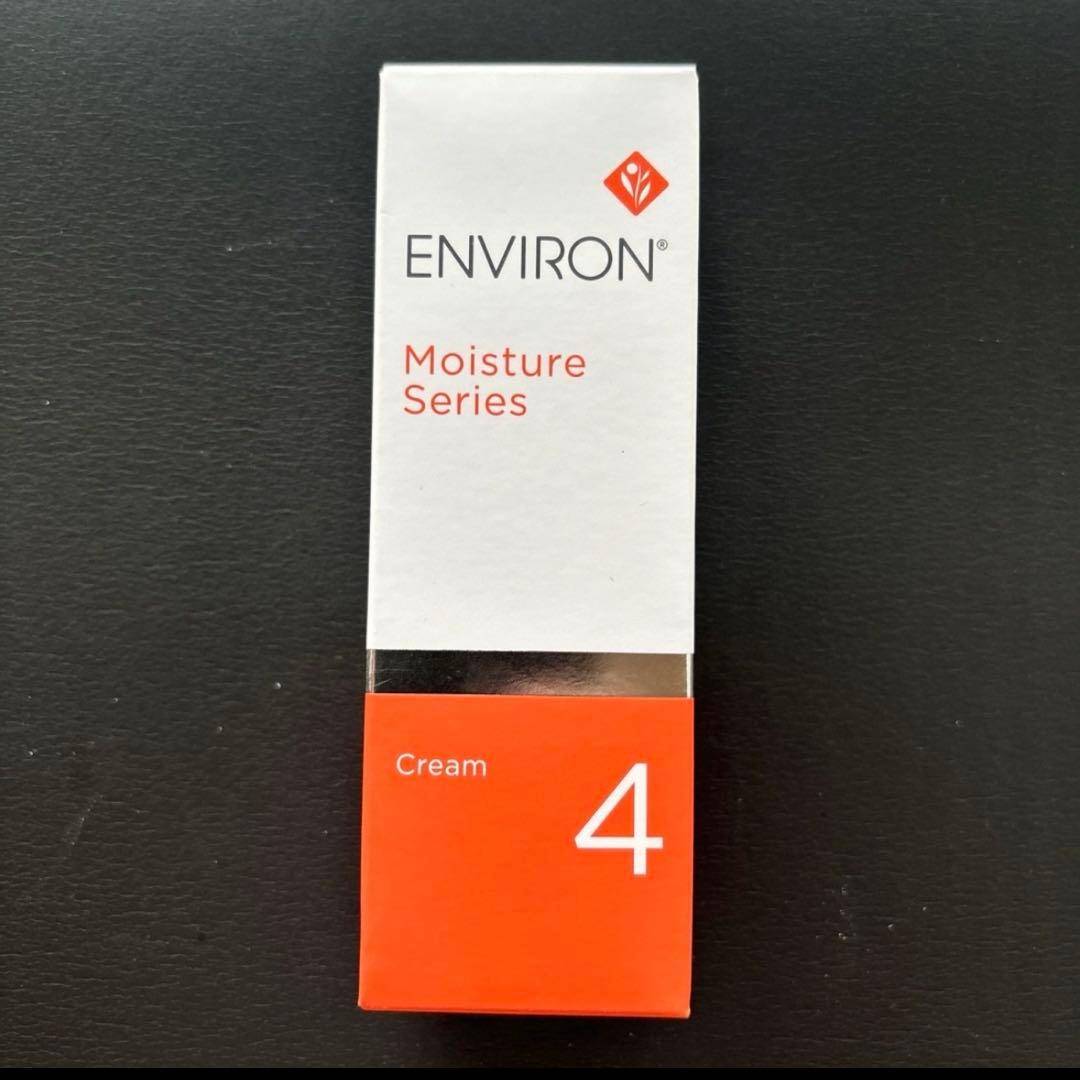 ENVIRON®
Moisture
Series
Cream
4